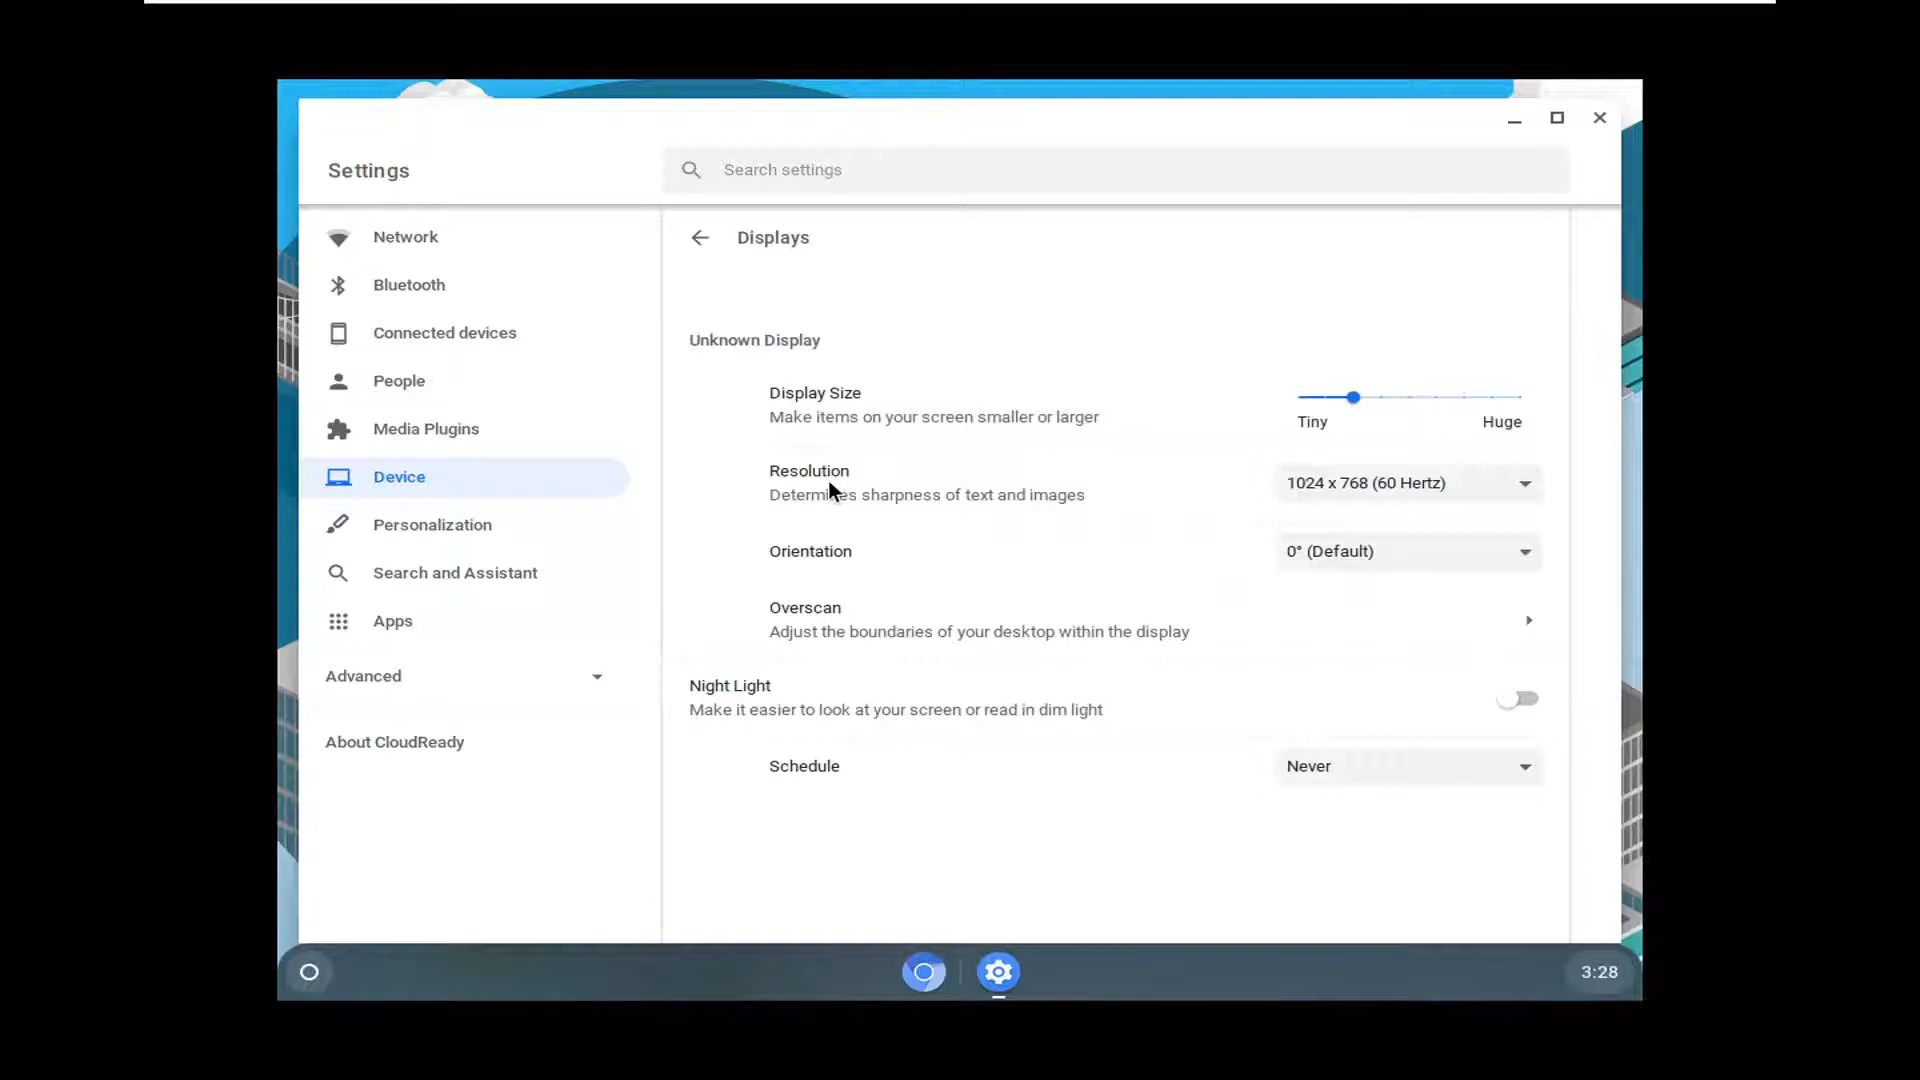 Settings
Search settings
Network
Bluetooth
Connected devices
People
Media Plugins
Device
Personalization
Search and Assistant
Apps
Advanced
About CloudReady
Displays
Unknown Display
Display Size
Make items on your screen smaller or larger
Tiny
Huge
Resolution
Determines sharpness of text and images
1024 x 768 (60 Hertz)
Orientation
0° (Default)
Overscan
Adjust the boundaries of your desktop within the display
Night Light
Make it easier to look at your screen or read in dim light
Schedule
Never
3:28